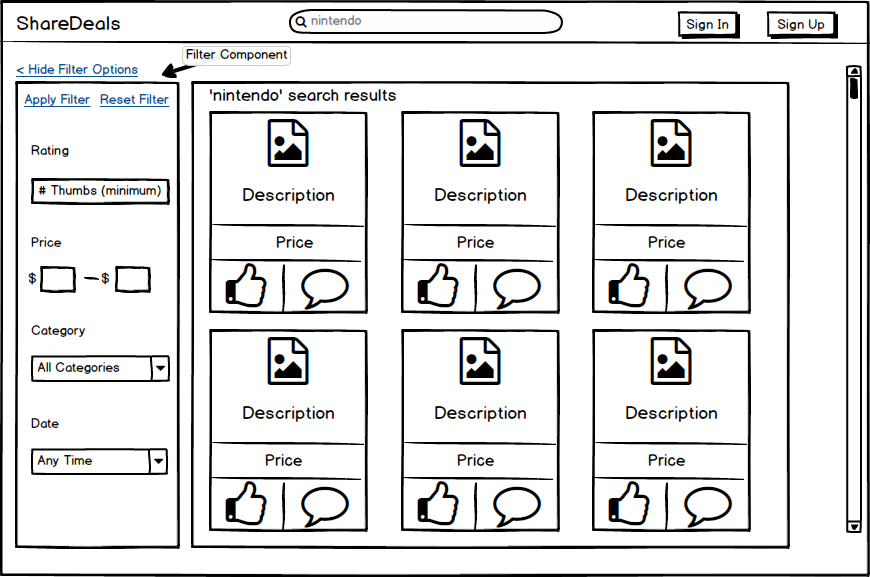 ShareDeals
nintendo
Sign In
Sign Up
Filter Component
< Hide Filter Options
Apply Filter
Reset Filter
Rating
# Thumbs (minimum)
Price
$ $
Category
All Categories
Date
Any Time
'nintendo' search results
Description
Description
Description
Price
Price
Price
Description
Description
Description
Price
Price
Price